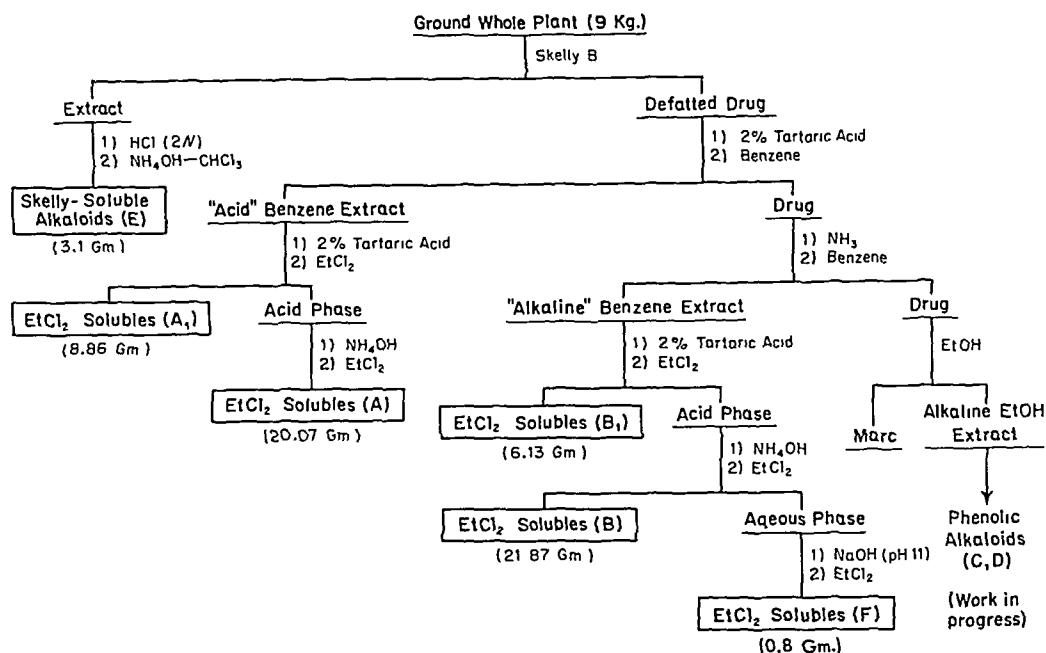 Ground Whole Plant (9 Kg.)
Skelly B
Extract
Defatted Drug
1) HCl (2N)
2) NH₄OH—CHCl₃
1) 2% Tartaric Acid
2) Benzene
Skelly-Soluble
Alkaloids (E)
(3.1 Gm)
"Acid" Benzene Extract
Drug
1) 2% Tartaric Acid
2) EtCl₂
1) NH₃
2) Benzene
EtCl₂ Solubles (A₁)
(8.86 Gm)
Acid Phase
"Alkaline" Benzene Extract
Drug
1) NH₄OH
2) EtCl₂
1) 2% Tartaric Acid
2) EtCl₂
EtOH
EtCl₂ Solubles (A)
(20.07 Gm)
EtCl₂ Solubles (B₁)
(6.13 Gm)
Acid Phase
Marc
Alkaline EtOH
Extract
1) NH₄OH
2) EtCl₂
EtCl₂ Solubles (B)
(21 87 Gm)
Aqeous Phase
Phenolic
Alkaloids
(C,D)
1) NaOH (pH 11)
2) EtCl₂
(Work in
progress)
EtCl₂ Solubles (F)
(0.8 Gm.)